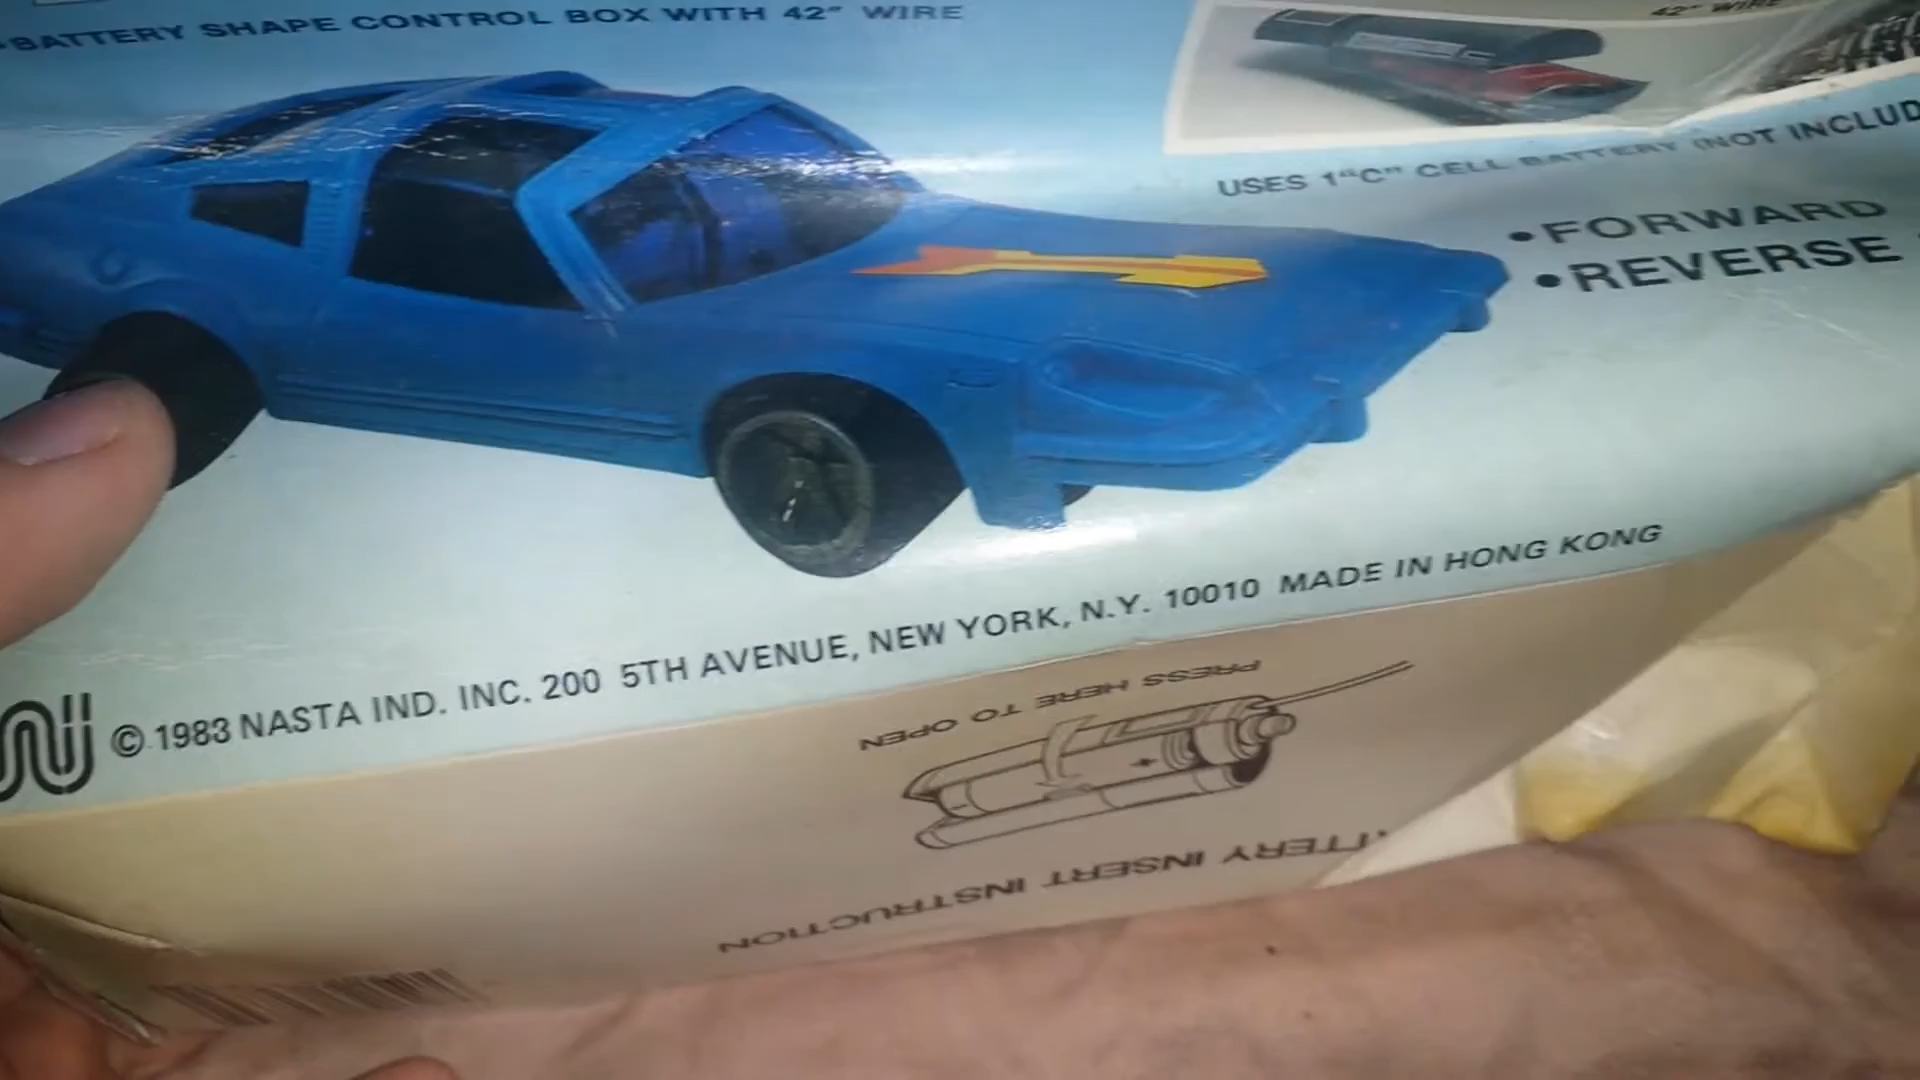 •BATTERY SHAPE CONTROL BOX WITH 42" WIRE
42" WIRE
USES 1"C" CELL BATTERY (NOT INCLUD
•FORWARD
•REVERSE
© 1983 NASTA IND. INC. 200 5TH AVENUE, NEW YORK, N.Y. 10010 MADE IN HONG KONG
PRESS HERE TO OPEN
+
TTERY INSERT INSTRUCTION